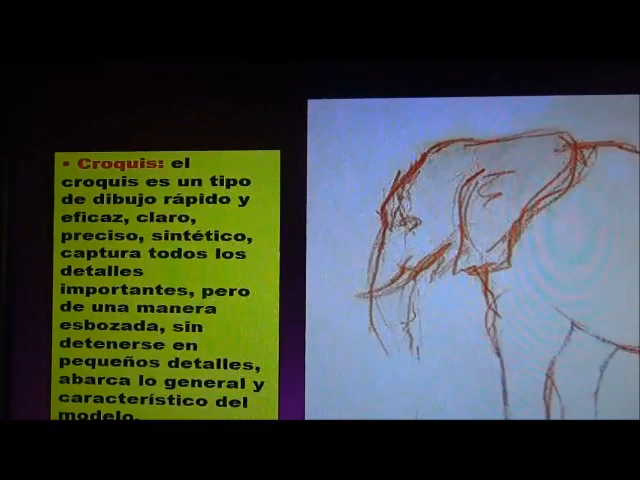 • Croquis: el
croquis es un tipo
de dibujo rápido y
eficaz, claro,
preciso, sintético,
captura todos los
detalles
importantes, pero
de una manera
esbozada, sin
detenerse en
pequeños detalles,
abarca lo general y
característico del
modelo.